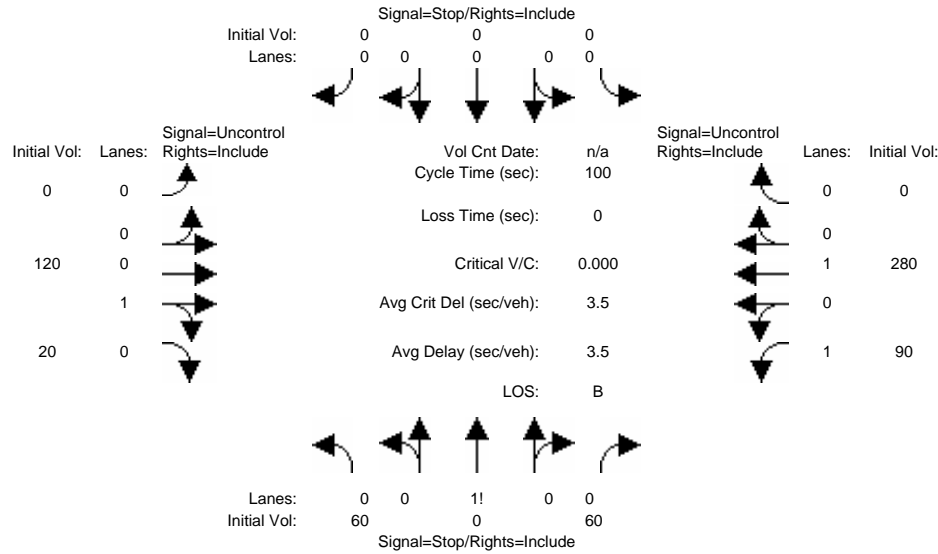 Signal=Stop/Rights=Include
Initial Vol: 0 0 0
Lanes: 0 0 0 0 0
Signal=Uncontrol
Initial Vol: Lanes: Rights=Include
0 0
0
120 0
1
20 0
Vol Cnt Date: n/a
Cycle Time (sec): 100
Loss Time (sec): 0
Critical V/C: 0.000
Avg Crit Del (sec/veh): 3.5
Avg Delay (sec/veh): 3.5
LOS: B
Signal=Uncontrol
Rights=Include Lanes: Initial Vol:
0 0
0
1 280
0
1 90
Lanes: 0 0 1! 0 0
Initial Vol: 60 0 60
Signal=Stop/Rights=Include